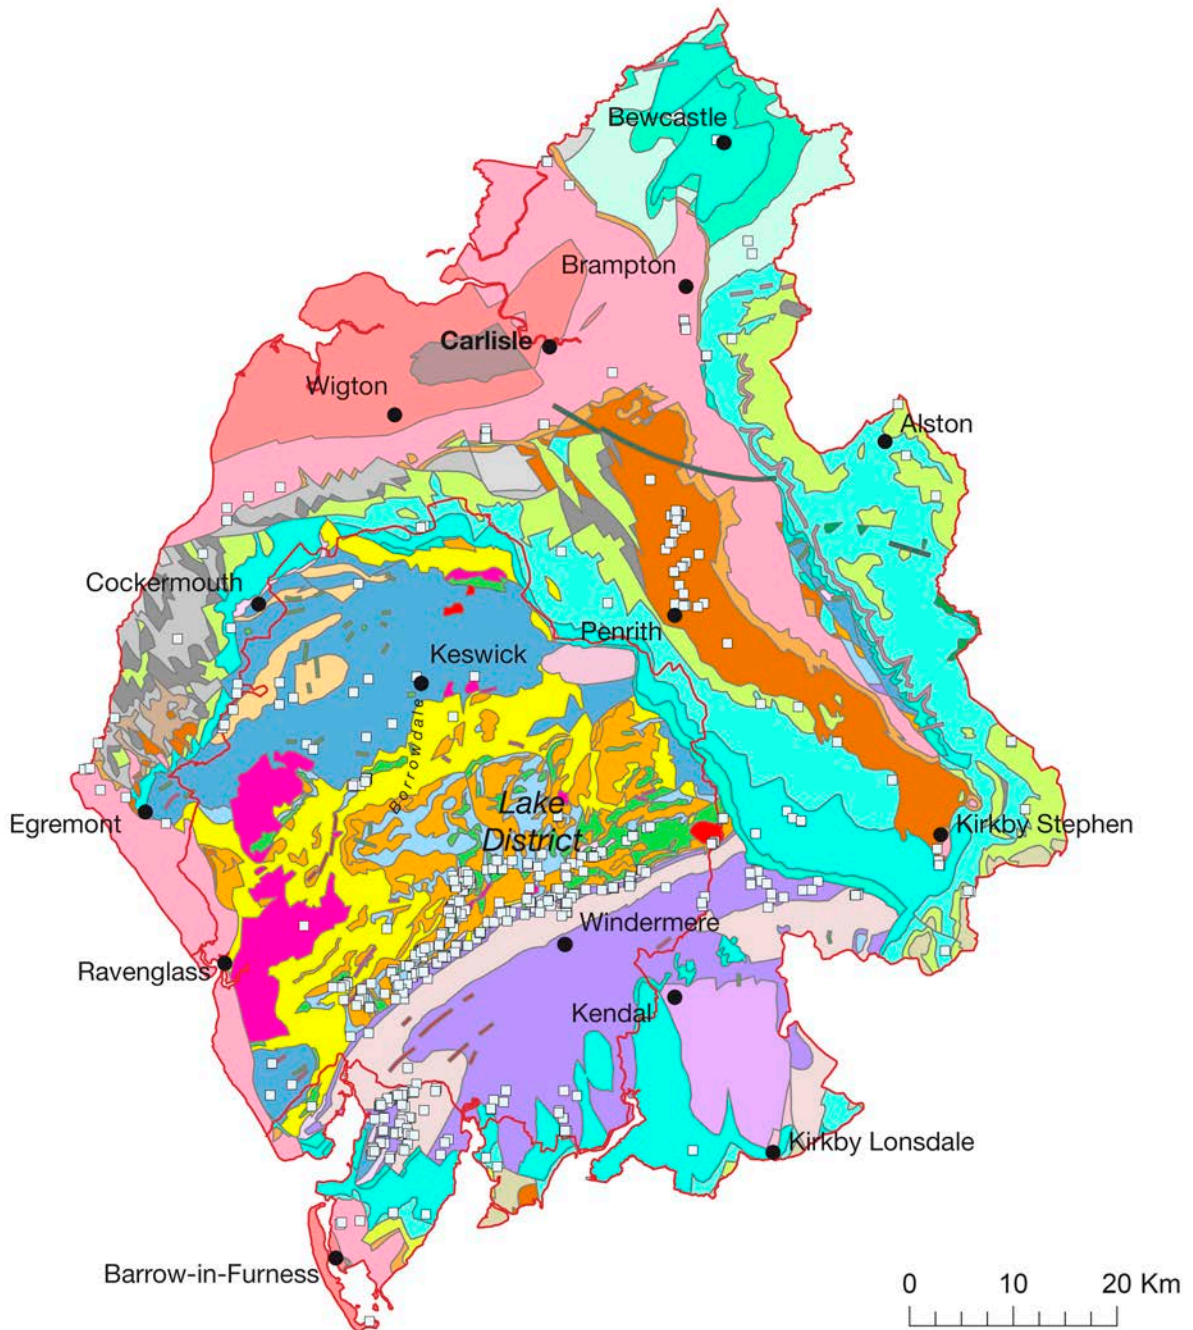 Bewcastle
Brampton
Carlisle
Wigton
Alston
Cockermouth
Penrith
Keswick
Borrowdale
Lake
District
Egremont
Kirkby Stephen
Windermere
Ravenglass
Kendal
Kirkby Lonsdale
Barrow-in-Furness
0 10 20 Km